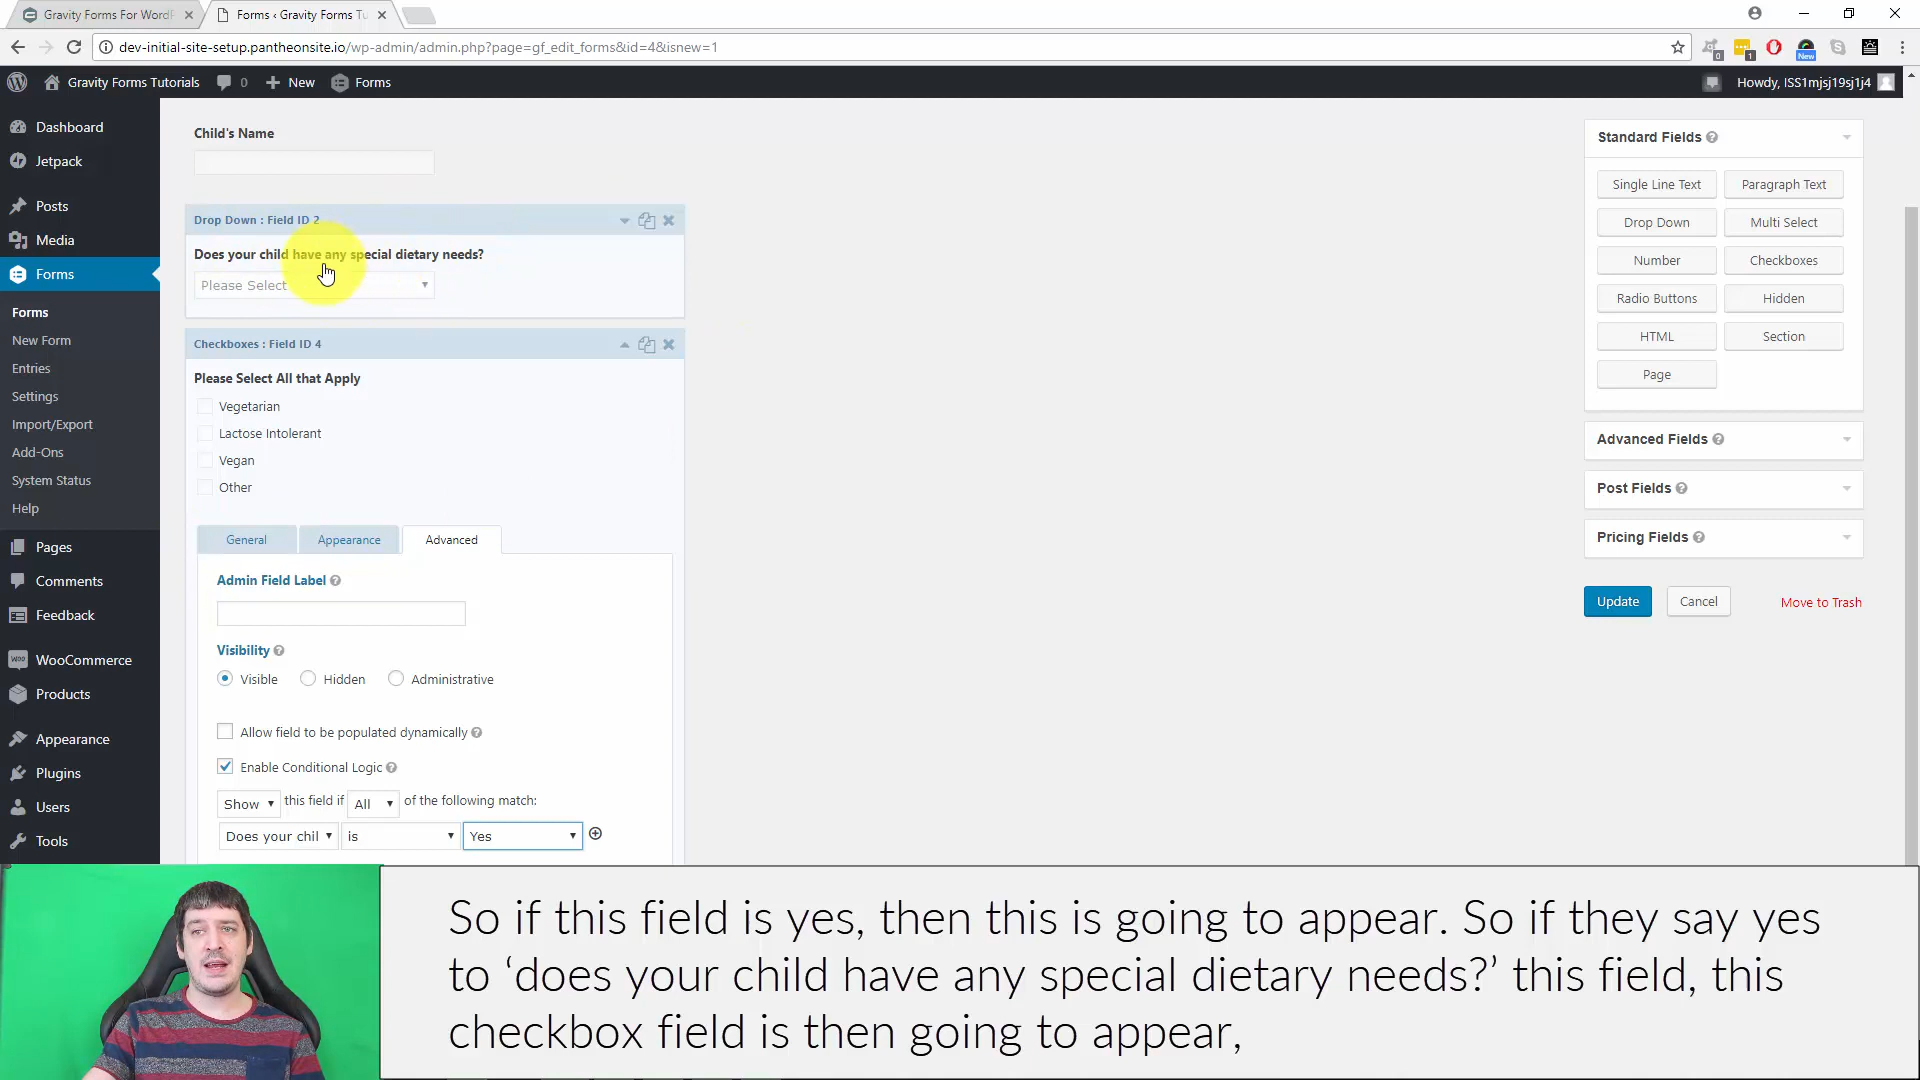 Gravity Forms For WordP
Forms ‹ Gravity Forms Tu
dev-initial-site-setup.pantheonsite.io/wp-admin/admin.php?page=gf_edit_forms&id=4&isnew=1
0
1
New
Gravity Forms Tutorials
0
New
Forms
Howdy, ISS1mjsj19sj1j4
Dashboard
Jetpack
Posts
Media
Forms
Forms
New Form
Entries
Settings
Import/Export
Add-Ons
System Status
Help
Pages
Comments
Feedback
WooCommerce
Products
Appearance
Plugins
Users
Tools
Child's Name
Drop Down : Field ID 2
Does your child have any special dietary needs?
Please Select
Checkboxes : Field ID 4
Please Select All that Apply
Vegetarian
Lactose Intolerant
Vegan
Other
General Appearance Advanced
Admin Field Label
Visibility
Visible Hidden Administrative
Allow field to be populated dynamically
Enable Conditional Logic
Show this field if All of the following match:
Does your chil is Yes
Standard Fields
Single Line Text Paragraph Text
Drop Down Multi Select
Number Checkboxes
Radio Buttons Hidden
HTML Section
Page
Advanced Fields
Post Fields
Pricing Fields
Update Cancel Move to Trash
So if this field is yes, then this is going to appear. So if they say yes
to ‘does your child have any special dietary needs?’ this field, this
checkbox field is then going to appear,